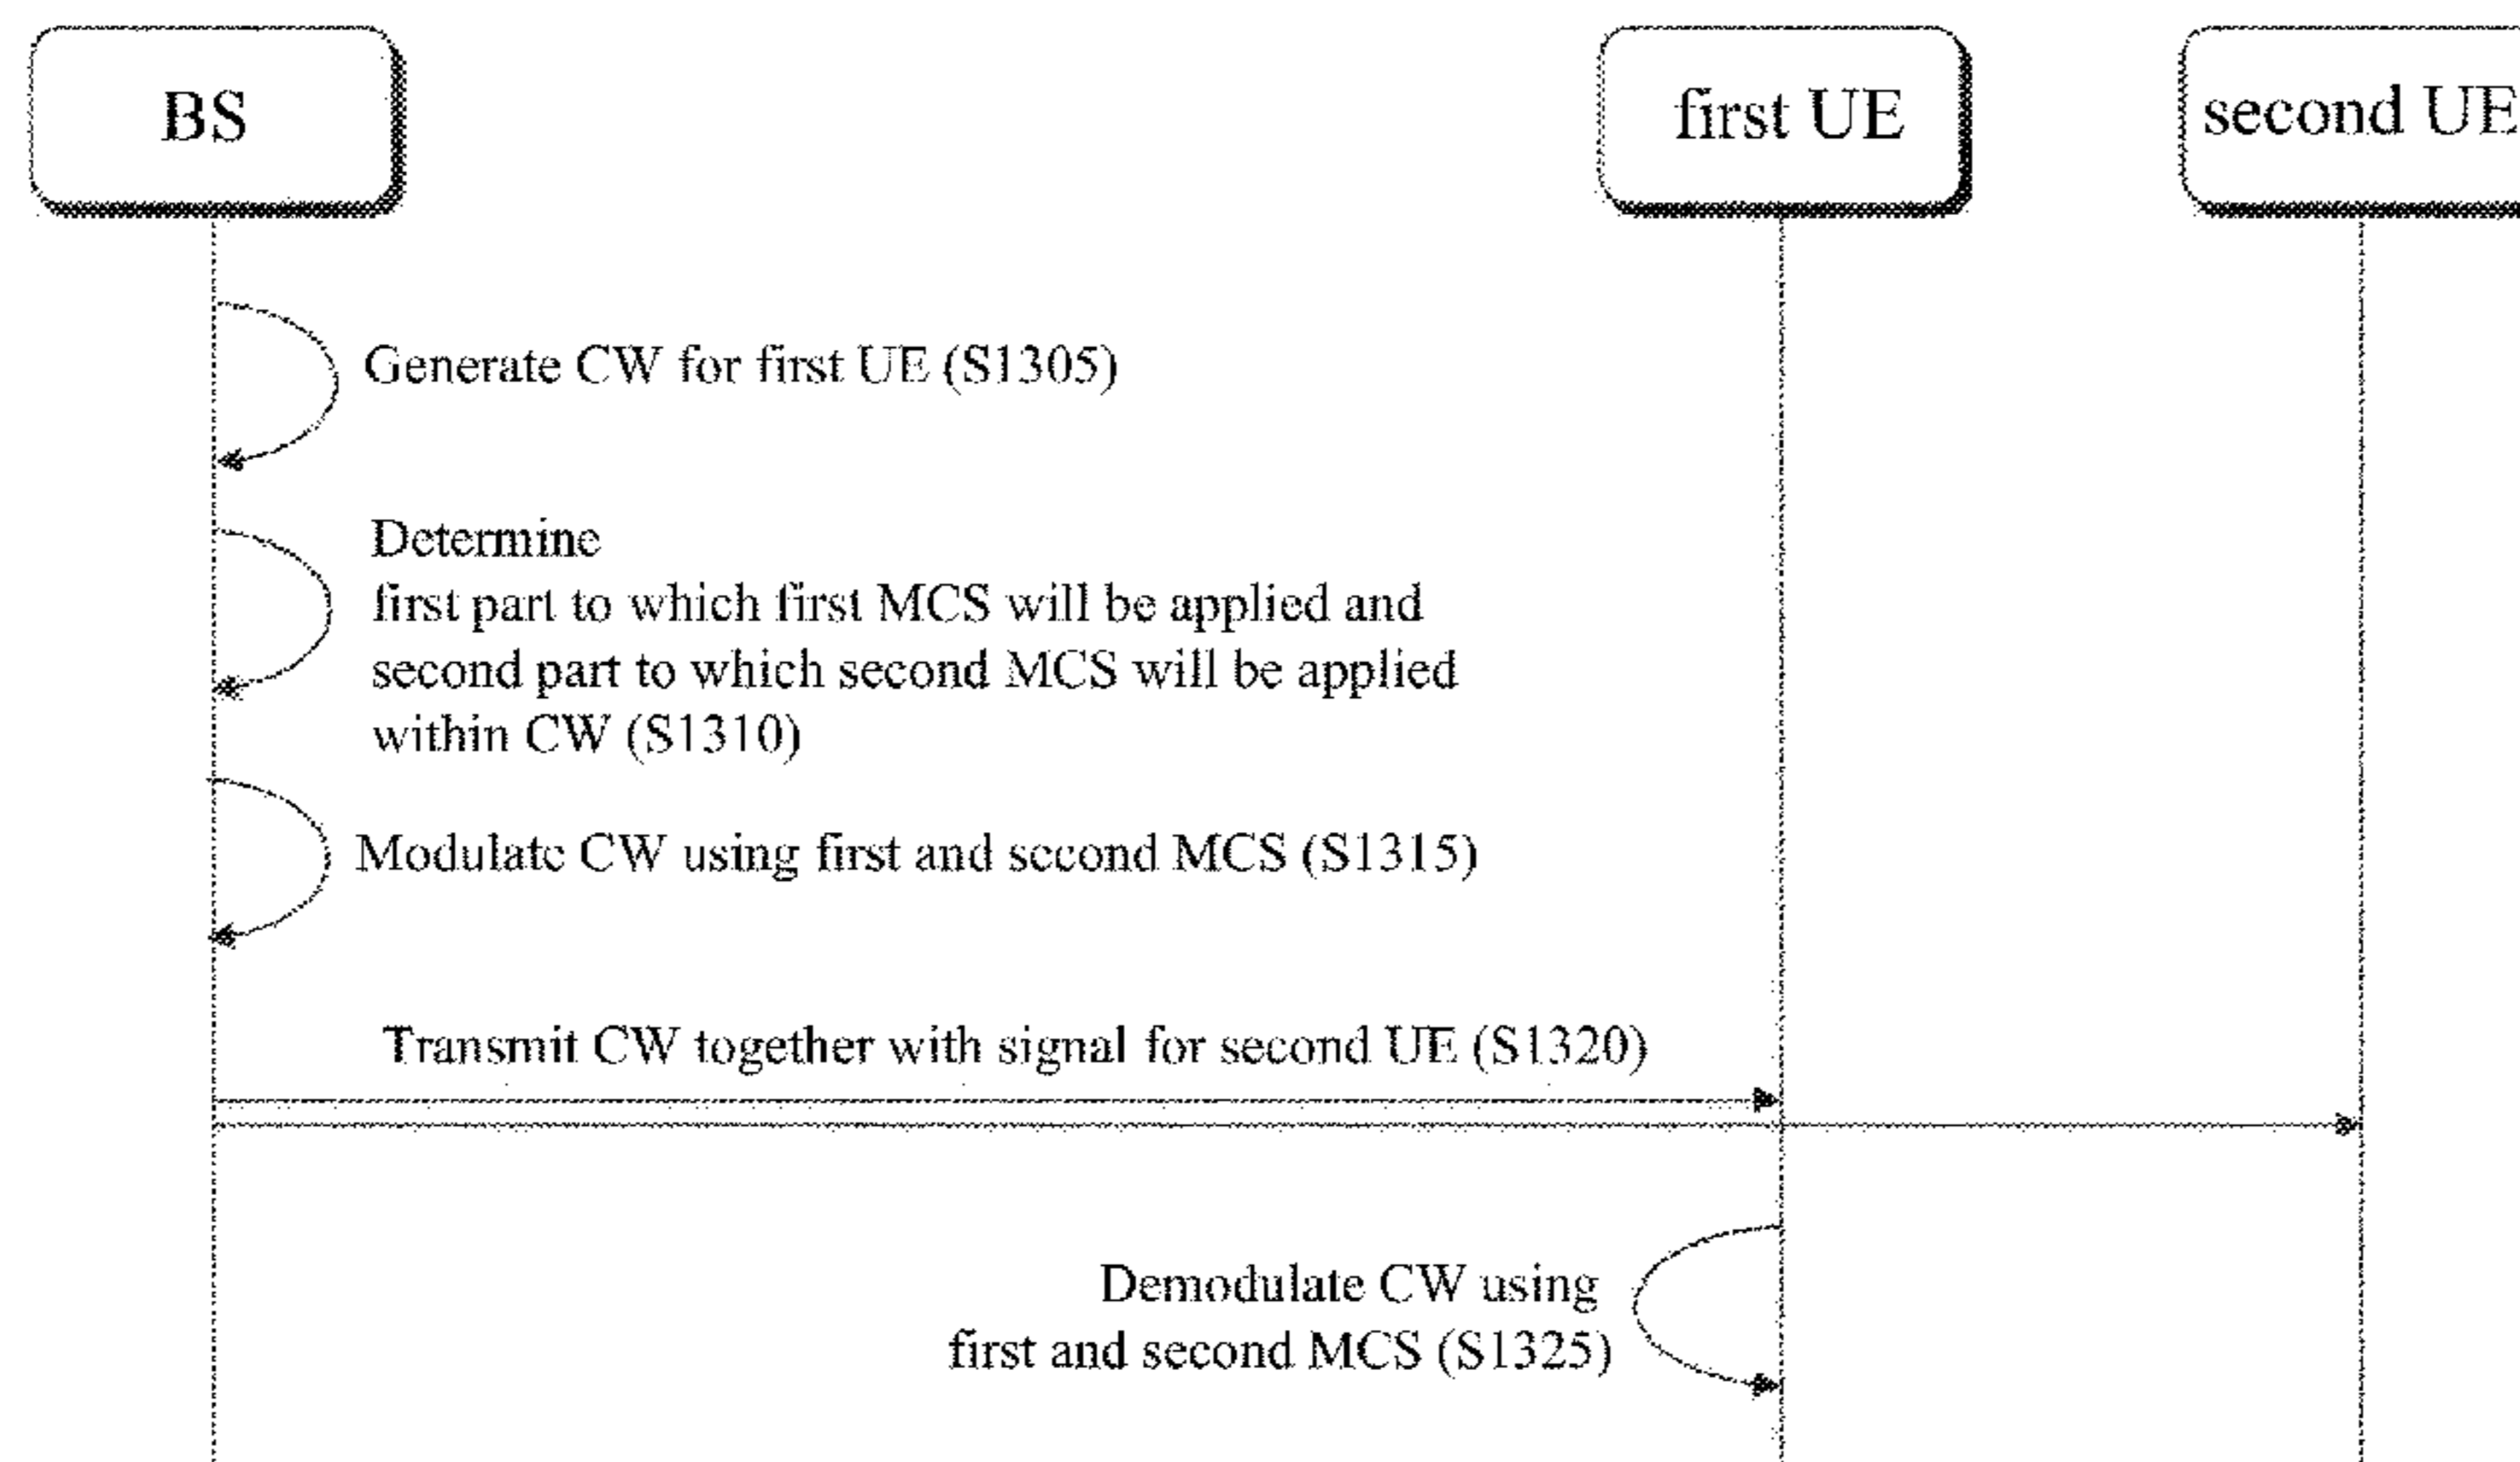 BS
first UE
second UE
Generate CW for first UE (S1305)
Determine
first part to which first MCS will be applied and
second part to which second MCS will be applied
within CW (S1310)
Modulate CW using first and second MCS (S1315)
Transmit CW together with signal for second UE (S1320)
Demodulate CW using
first and second MCS (S1325)